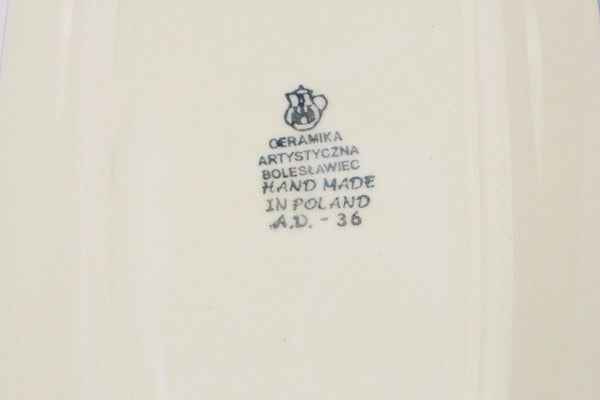 CERAMIKA
ARTYSTYCZNA
BOLESŁAWIEC
HAND MADE
IN POLAND
A.D. - 36